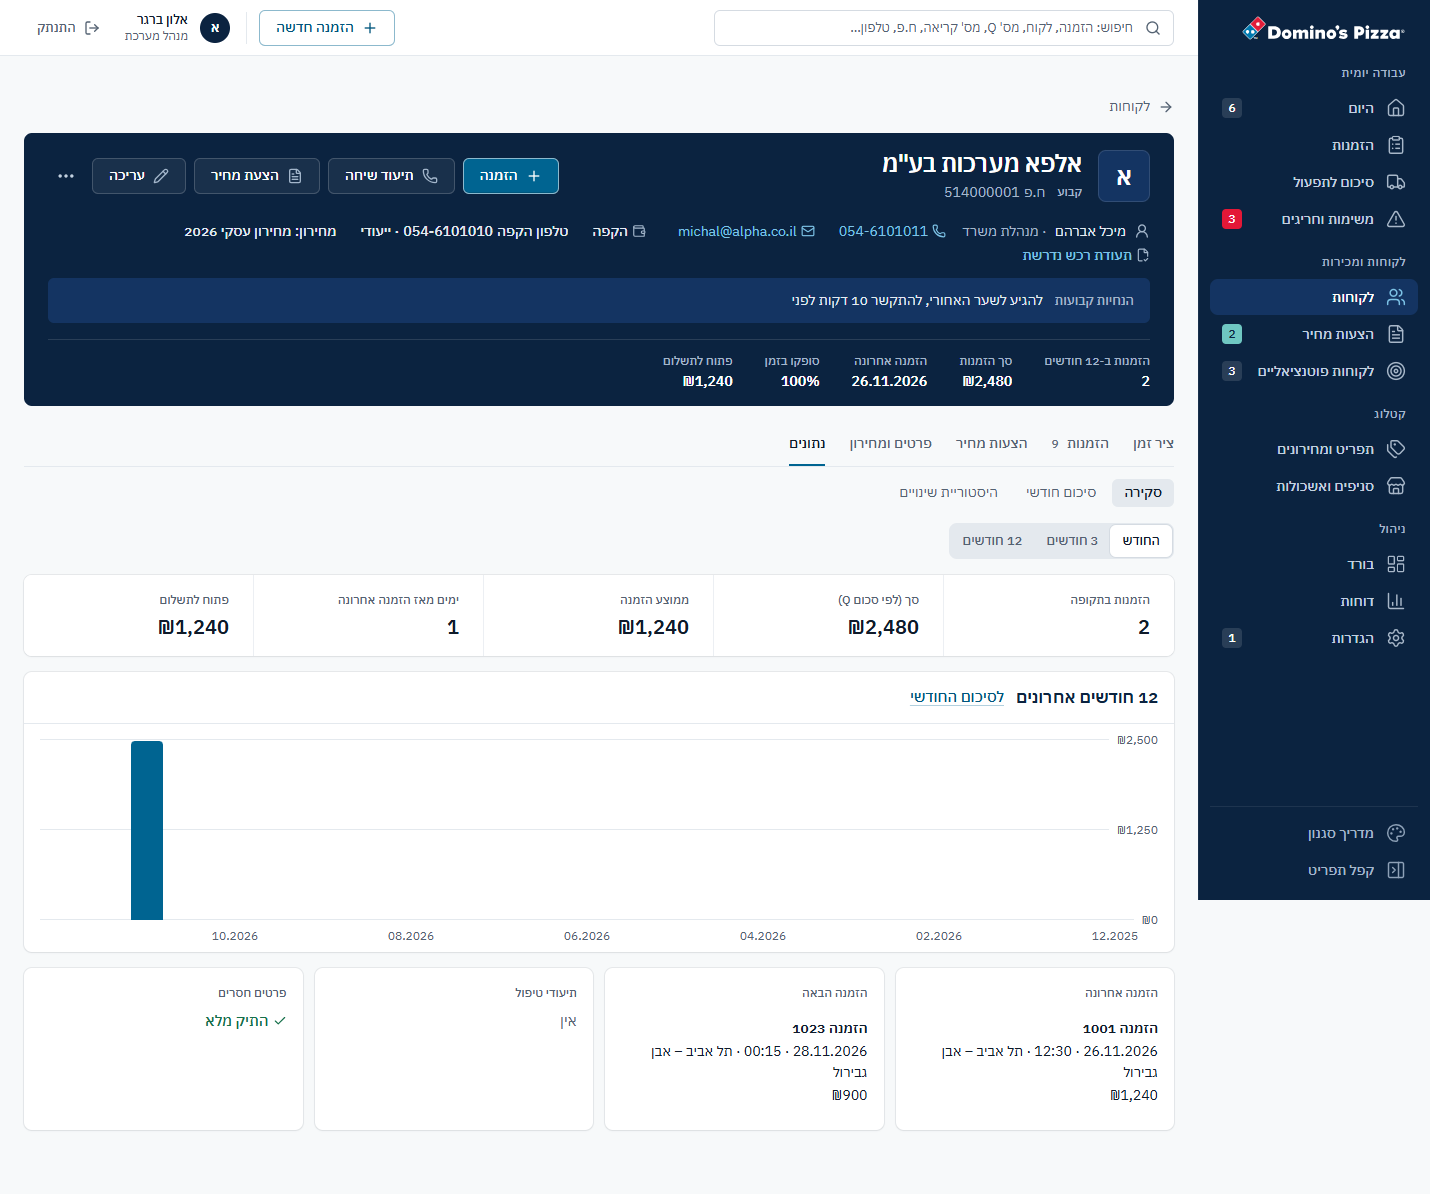 Domino's Pizza
עבודה יומית
היום 6
הזמנות
סיכום לתפעול
משימות וחריגים 3
לקוחות ומכירות
לקוחות
הצעות מחיר 2
לקוחות פוטנציאליים 3
קטלוג
תפריט ומחירונים
סניפים ואשכולות
ניהול
בורד
דוחות
הגדרות 1
מדריך סגנון
קפל תפריט
חיפוש: הזמנה, לקוח, מס' Q, מס' קריאה, ח.פ, טלפון...
הזמנה חדשה
א
אלון ברגר
מנהל מערכת
התנתק
לקוחות
א
אלפא מערכות בע"מ
קבוע ח.פ 514000001
הזמנה
תיעוד שיחה
הצעת מחיר
עריכה
מיכל אברהם · מנהלת משרד 054-6101011 michal@alpha.co.il הקפה טלפון הקפה 054-6101010 · ייעודי מחירון: מחירון עסקי 2026
תעודת רכש נדרשת
הנחיות קבועות להגיע לשער האחורי, להתקשר 10 דקות לפני
הזמנות ב-12 חודשים סך הזמנות הזמנה אחרונה סופקו בזמן פתוח לתשלום
2 ₪2,480 26.11.2026 100% ₪1,240
ציר זמן הזמנות 9 הצעות מחיר פרטים ומחירון נתונים
סקירה סיכום חודשי היסטוריית שינויים
החודש 3 חודשים 12 חודשים
הזמנות בתקופה סך (לפי סכום Q) ממוצע הזמנה ימים מאז הזמנה אחרונה פתוח לתשלום
2 ₪2,480 ₪1,240 1 ₪1,240
12 חודשים אחרונים לסיכום החודשי
₪2,500
₪1,250
₪0
12.2025 02.2026 04.2026 06.2026 08.2026 10.2026
הזמנה אחרונה
הזמנה 1001
26.11.2026 · 12:30 · תל אביב – אבן
גבירול
₪1,240
הזמנה הבאה
הזמנה 1023
28.11.2026 · 00:15 · תל אביב – אבן
גבירול
₪900
תיעודי טיפול
אין
פרטים חסרים
התיק מלא